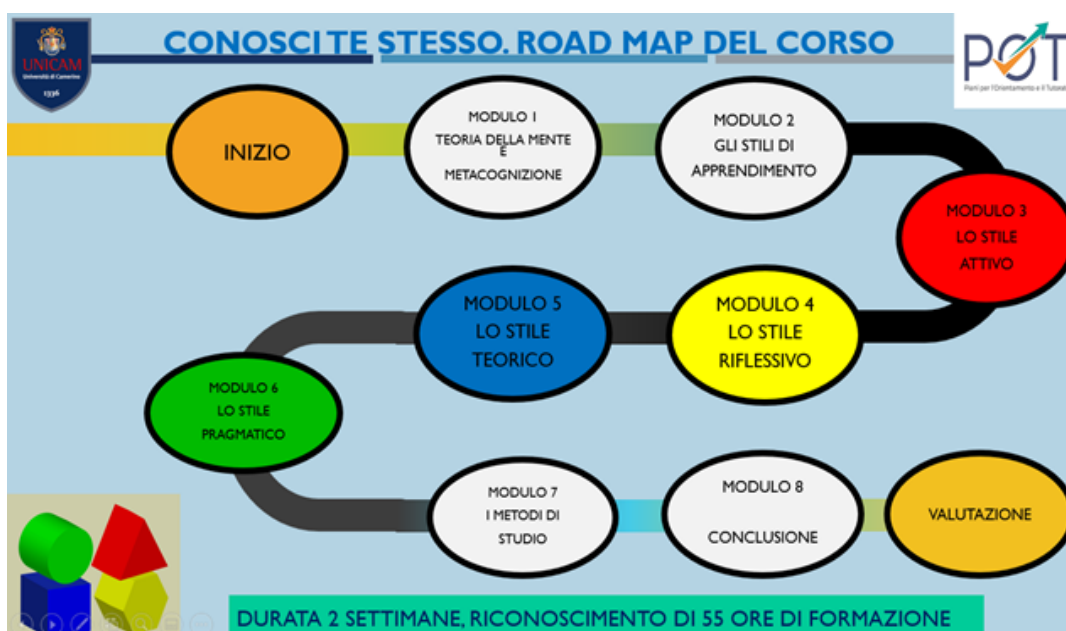 CONOSCI TE STESSO. ROAD MAP DEL CORSO
UNICAM
Università di Camerino
1336
POT
Piani per l'Orientamento e il Tutorato
INIZIO
MODULO 1
TEORIA DELLA MENTE
E
METACOGNIZIONE
MODULO 2
GLI STILI DI
APPRENDIMENTO
MODULO 3
LO STILE
ATTIVO
MODULO 4
LO STILE
RIFLESSIVO
MODULO 5
LO STILE
TEORICO
MODULO 6
LO STILE
PRAGMATICO
MODULO 7
I METODI DI
STUDIO
MODULO 8
CONCLUSIONE
VALUTAZIONE
DURATA 2 SETTIMANE, RICONOSCIMENTO DI 55 ORE DI FORMAZIONE